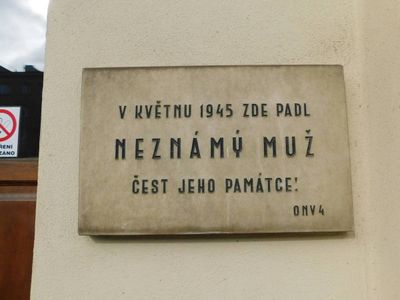 V KVĚTNU 1945 ZDE PADL
NEZNÁMÝ MUŽ
ČEST JEHO PAMÁTCE!
ONV4